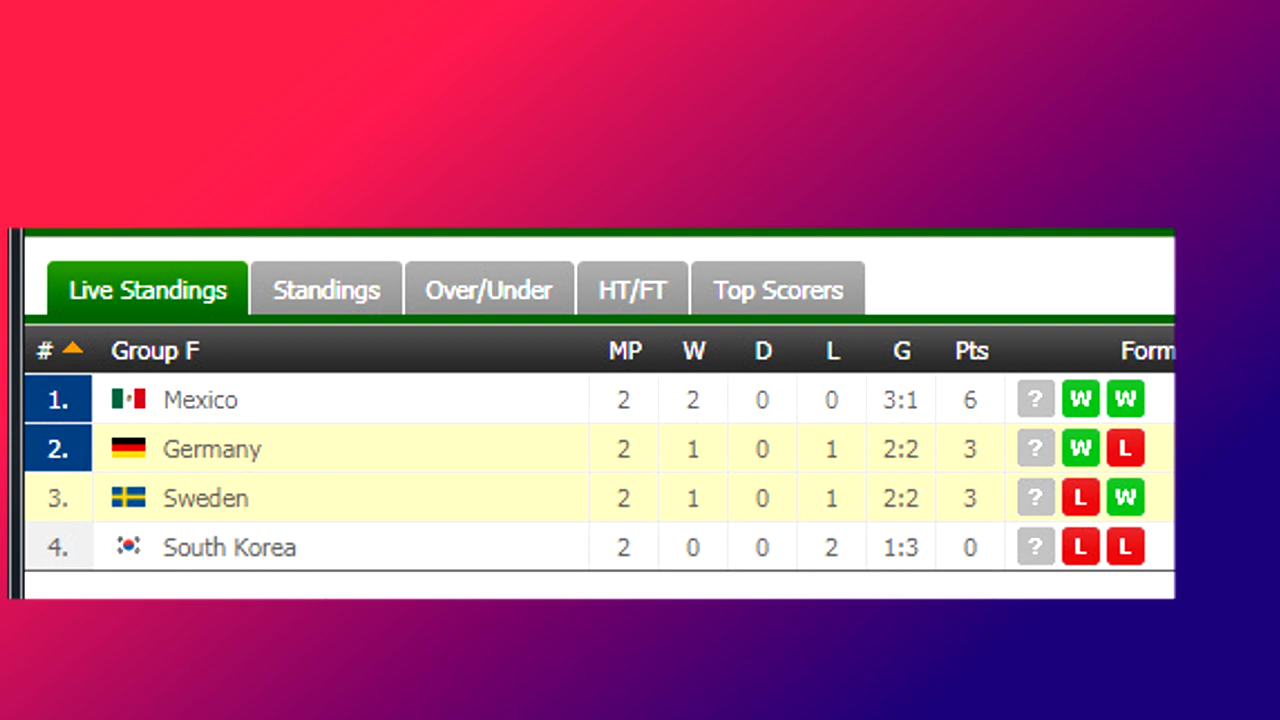 Live Standings Standings Over/Under HT/FT Top Scorers
# Group F MP W D L G Pts Form
1. Mexico 2 2 0 0 3:1 6 ? W W
2. Germany 2 1 0 1 2:2 3 ? W L
3. Sweden 2 1 0 1 2:2 3 ? L W
4. South Korea 2 0 0 2 1:3 0 ? L L